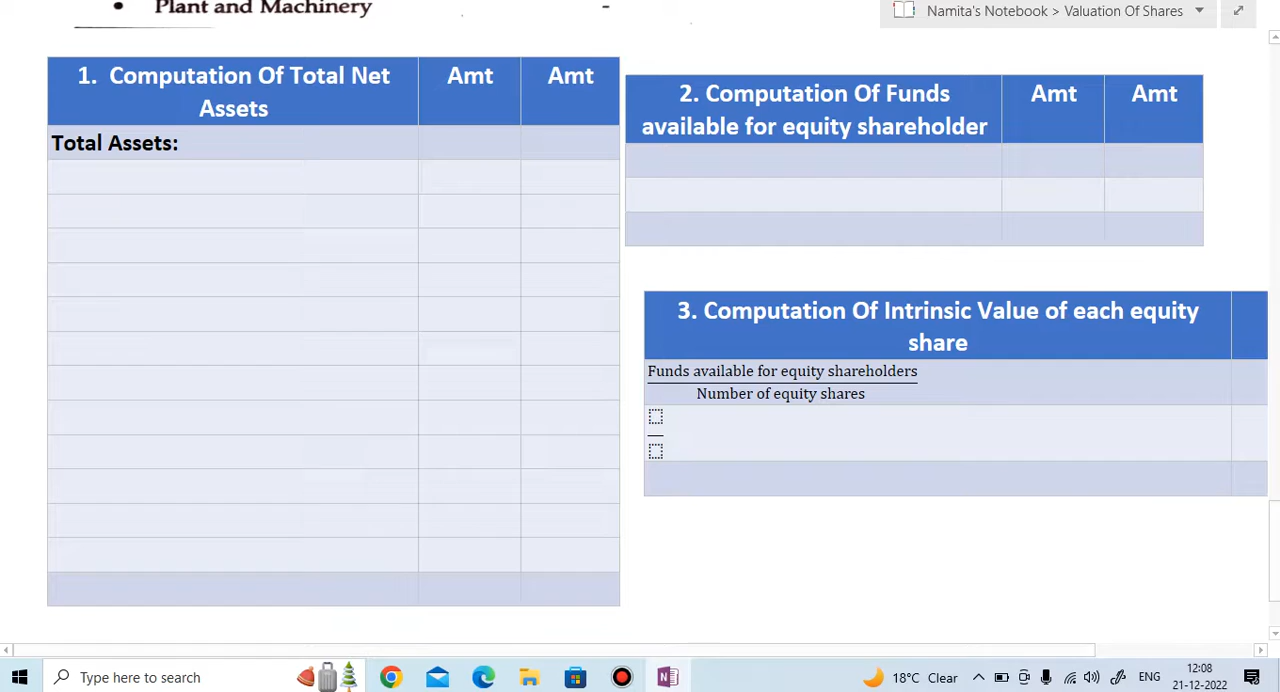 • Plant and Machinery -
Namita's Notebook > Valuation Of Shares
1. Computation Of Total Net
Assets
Amt
Amt
Total Assets:
2. Computation Of Funds
available for equity shareholder
Amt
Amt
3. Computation Of Intrinsic Value of each equity
share
Funds available for equity shareholders
Number of equity shares
Type here to search
18°C Clear
ENG
12:08
21-12-2022